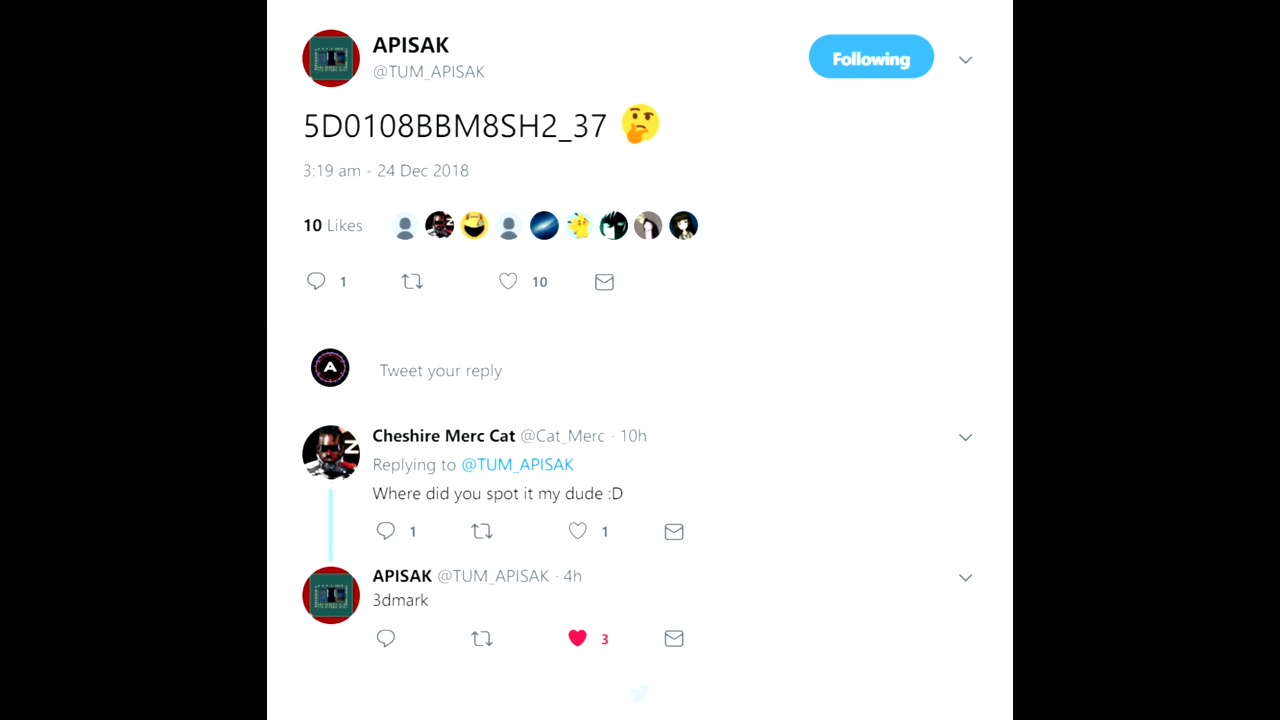 APISAK
@TUM_APISAK
Following
5D0108BBM8SH2_37
3:19 am - 24 Dec 2018
10 Likes
1
10
A
Tweet your reply
Cheshire Merc Cat @Cat_Merc · 10h
Replying to @TUM_APISAK
Where did you spot it my dude :D
1
1
APISAK @TUM_APISAK · 4h
3dmark
3